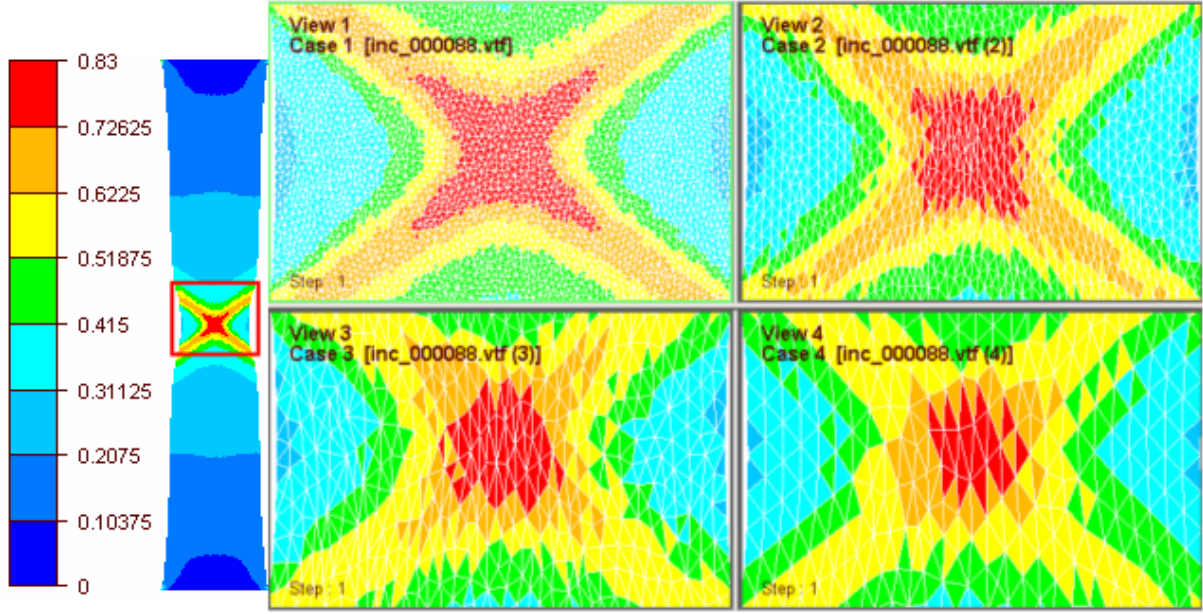 0.83
0.72625
0.6225
0.51875
0.415
0.31125
0.2075
0.10375
0
View 1
Case 1 [inc_000088.vtf]
Step : 1
View 2
Case 2 [inc_000088.vtf (2)]
Step : 1
View 3
Case 3 [inc_000088.vtf (3)]
Step : 1
View 4
Case 4 [inc_000088.vtf (4)]
Step : 1